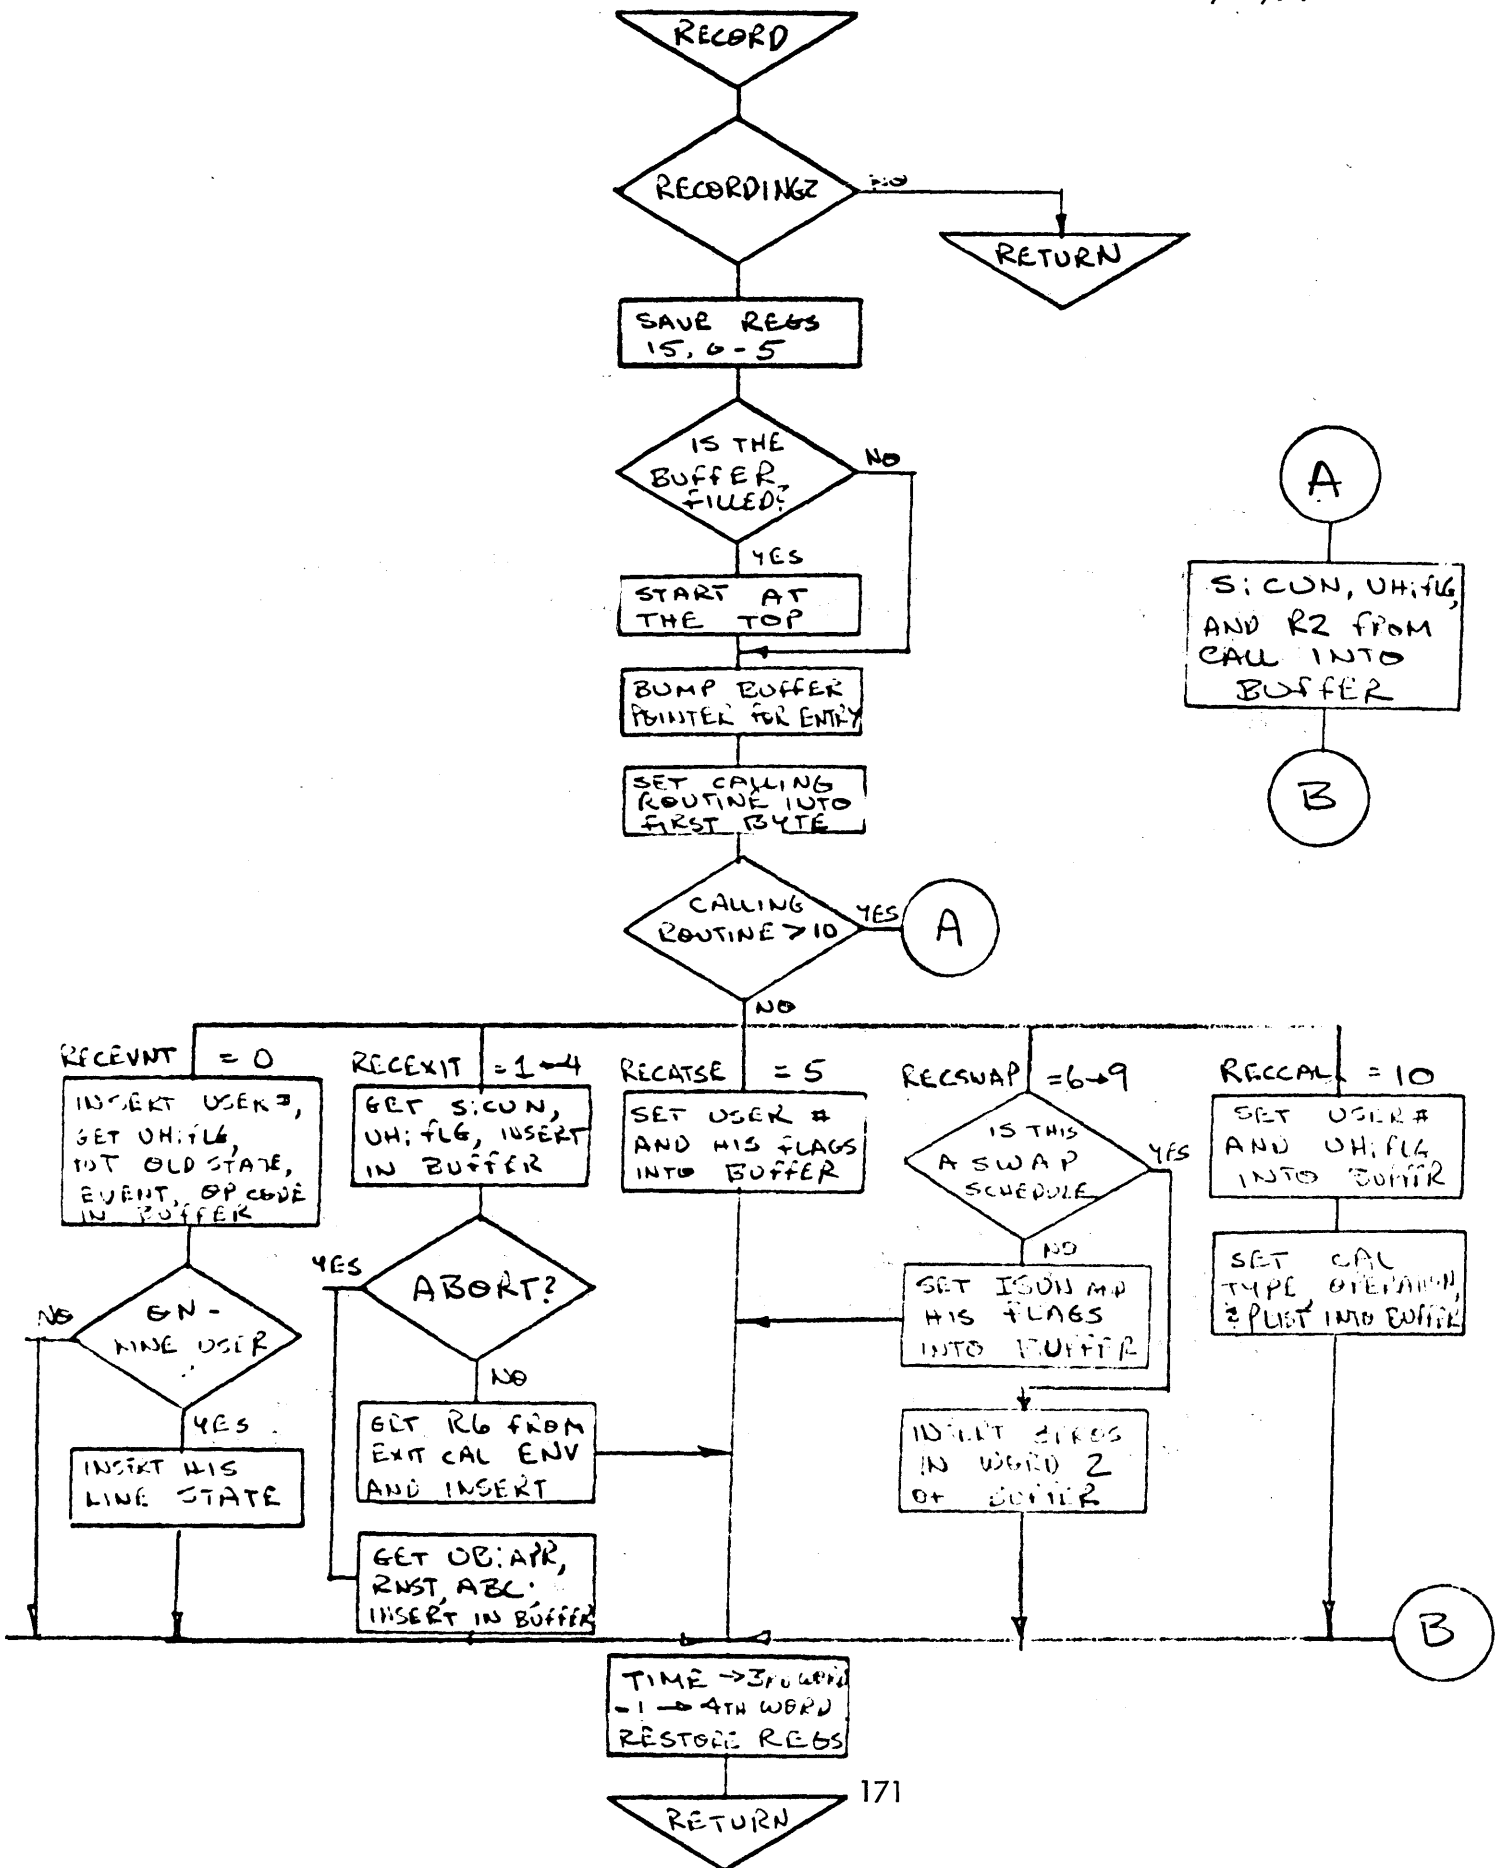 RECORD
RECORDING?
NO
RETURN
SAVE REGS
15, 0-5
IS THE
BUFFER
FILLED?
NO
YES
START AT
THE TOP
BUMP BUFFER
POINTER FOR ENTRY
SET CALLING
ROUTINE INTO
FIRST BYTE
CALLING
ROUTINE > 10
YES
A
NO
A
S:CUN, UH:FLG,
AND R2 FROM
CALL INTO
BUFFER
B
RECEVNT = 0
INSERT USER #,
GET UH:FLG,
OLD STATE,
EVENT, OP CODE
IN BUFFER
ON-
LINE USER
?
NO
YES
INSERT HIS
LINE STATE
RECEXIT = 1→4
GET S:CUN,
UH:FLG, INSERT
IN BUFFER
ABORT?
YES
NO
GET R6 FROM
EXIT CAL ENV
AND INSERT
GET UB:APR,
RNST, ABC
INSERT IN BUFFER
RECATSE = 5
SET USER #
AND HIS FLAGS
INTO BUFFER
RECSWAP = 6→9
IS THIS
A SWAP
SCHEDULE
YES
NO
SET ISUN AND
HIS FLAGS
INTO BUFFER
INSERT
IN WORD 2
OF BUFFER
RECCAL = 10
SET USER #
AND UH:FLG
INTO BUFFER
SET CAL
TYPE, OPERATION,
& PLIST INTO BUFFER
B
TIME → 3RD WORD
-1 → 4TH WORD
RESTORE REGS
RETURN
171